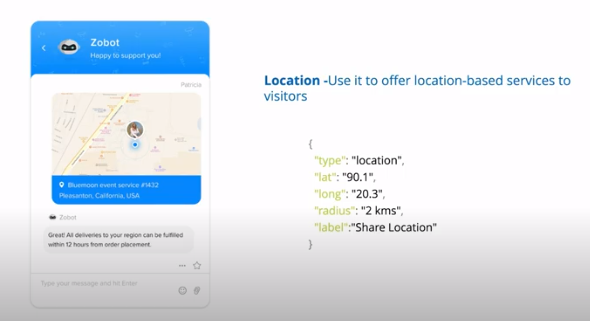 Zobot
Happy to support you!
Patricia
Bluemoon event service #1432
Pleasanton, California, USA
Zobot
Great! All deliveries to your region can be fulfilled
within 12 hours from order placement.
Type your message and hit Enter
Location -Use it to offer location-based services to
visitors
{
"type": "location",
"lat": "90.1",
"long": "20.3",
"radius": "2 kms",
"label":"Share Location"
}